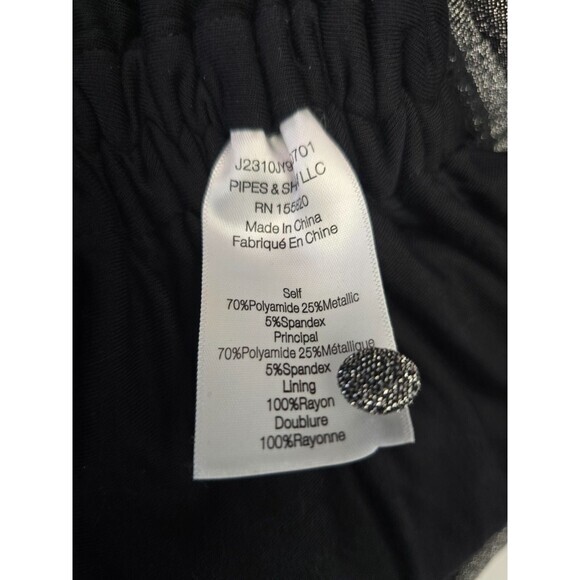 PIPES & LLC
RN
Made In China
Fabriqué En Chine
Self
70%Polyamide 25%Metallic
5%Spandex
Principal
70%Polyamide 25%Métallique
5%Spandex
Lining
100%Rayon
Doublure
100%Rayonne